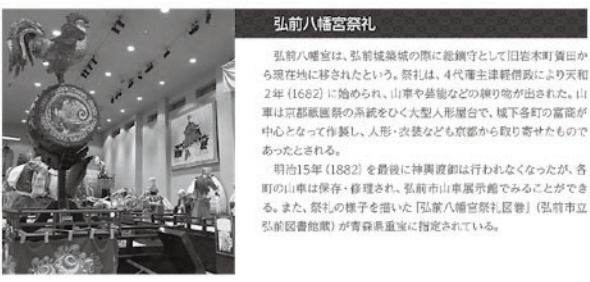 弘前八幡宮祭礼
弘前八幡宮は、弘前城築城の際に総鎮守として旧岩木町賀田か
ら現在地に移されたという。祭礼は、4代藩主津軽信政により天和
2年（1682）に始められ、山車や芸能などの練り物が出された。山
車は京都祇園祭の系統をひく大型人形屋台で、城下各町の富商が
中心となって作製し、人形・衣装なども京都から取り寄せたもので
あったとされる。
明治15年（1882）を最後に神輿渡御は行われなくなったが、各
町の山車は保存・修理され、弘前市山車展示館でみることができ
る。また、祭礼の様子を描いた「弘前八幡宮祭礼図巻」（弘前市立
弘前図書館蔵）が青森県重宝に指定されている。